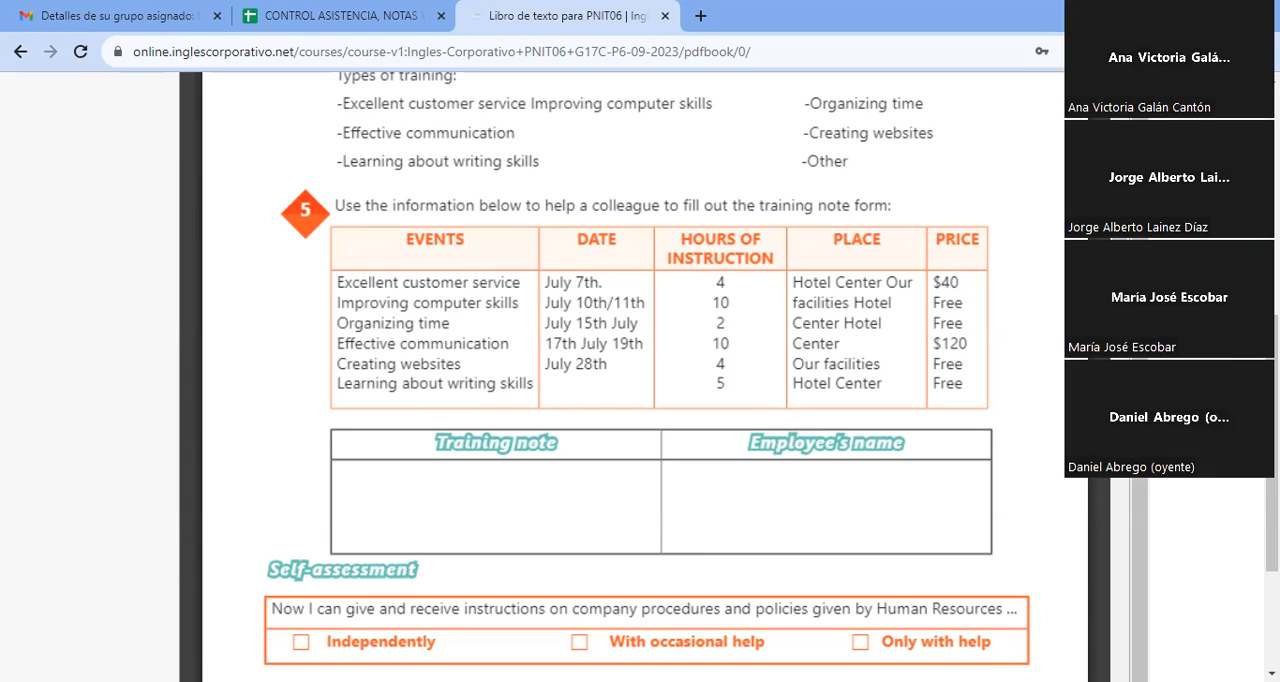 Detalles de su grupo asignado:
CONTROL ASISTENCIA, NOTAS Y
Libro de texto para PNIT06 | Ing
online.inglescorporativo.net/courses/course-v1:Ingles-Corporativo+PNIT06+G17C-P6-09-2023/pdfbook/0/
Types of training:
-Excellent customer service Improving computer skills -Organizing time
-Effective communication -Creating websites
-Learning about writing skills -Other
5 Use the information below to help a colleague to fill out the training note form:
EVENTS DATE HOURS OF INSTRUCTION PLACE PRICE
Excellent customer service July 7th. 4 Hotel Center Our $40
Improving computer skills July 10th/11th 10 facilities Hotel Free
Organizing time July 15th July 2 Center Hotel Free
Effective communication 17th July 19th 10 Center $120
Creating websites July 28th 4 Our facilities Free
Learning about writing skills 5 Hotel Center Free
Training note Employee's name
Self-assessment
Now I can give and receive instructions on company procedures and policies given by Human Resources ...
Independently With occasional help Only with help
Ana Victoria Galá...
Ana Victoria Galán Cantón
Jorge Alberto Lai...
Jorge Alberto Lainez Díaz
María José Escobar
María José Escobar
Daniel Abrego (o...
Daniel Abrego (oyente)